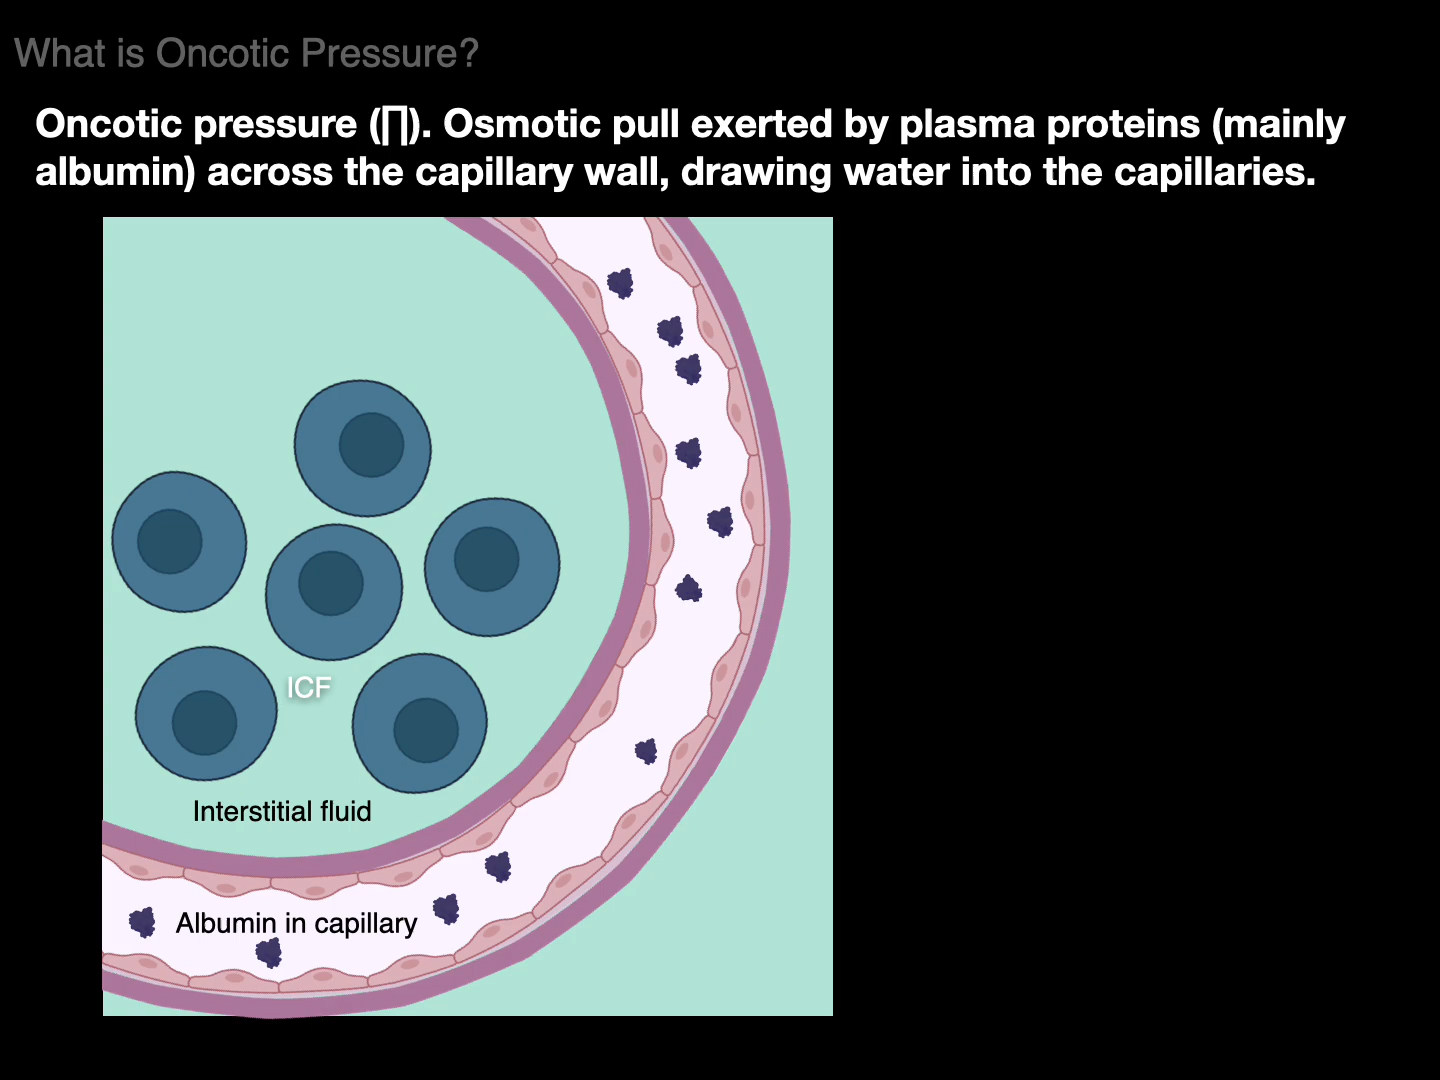 What is Oncotic Pressure?
Oncotic pressure (∏). Osmotic pull exerted by plasma proteins (mainly
albumin) across the capillary wall, drawing water into the capillaries.
ICF
Interstitial fluid
Albumin in capillary